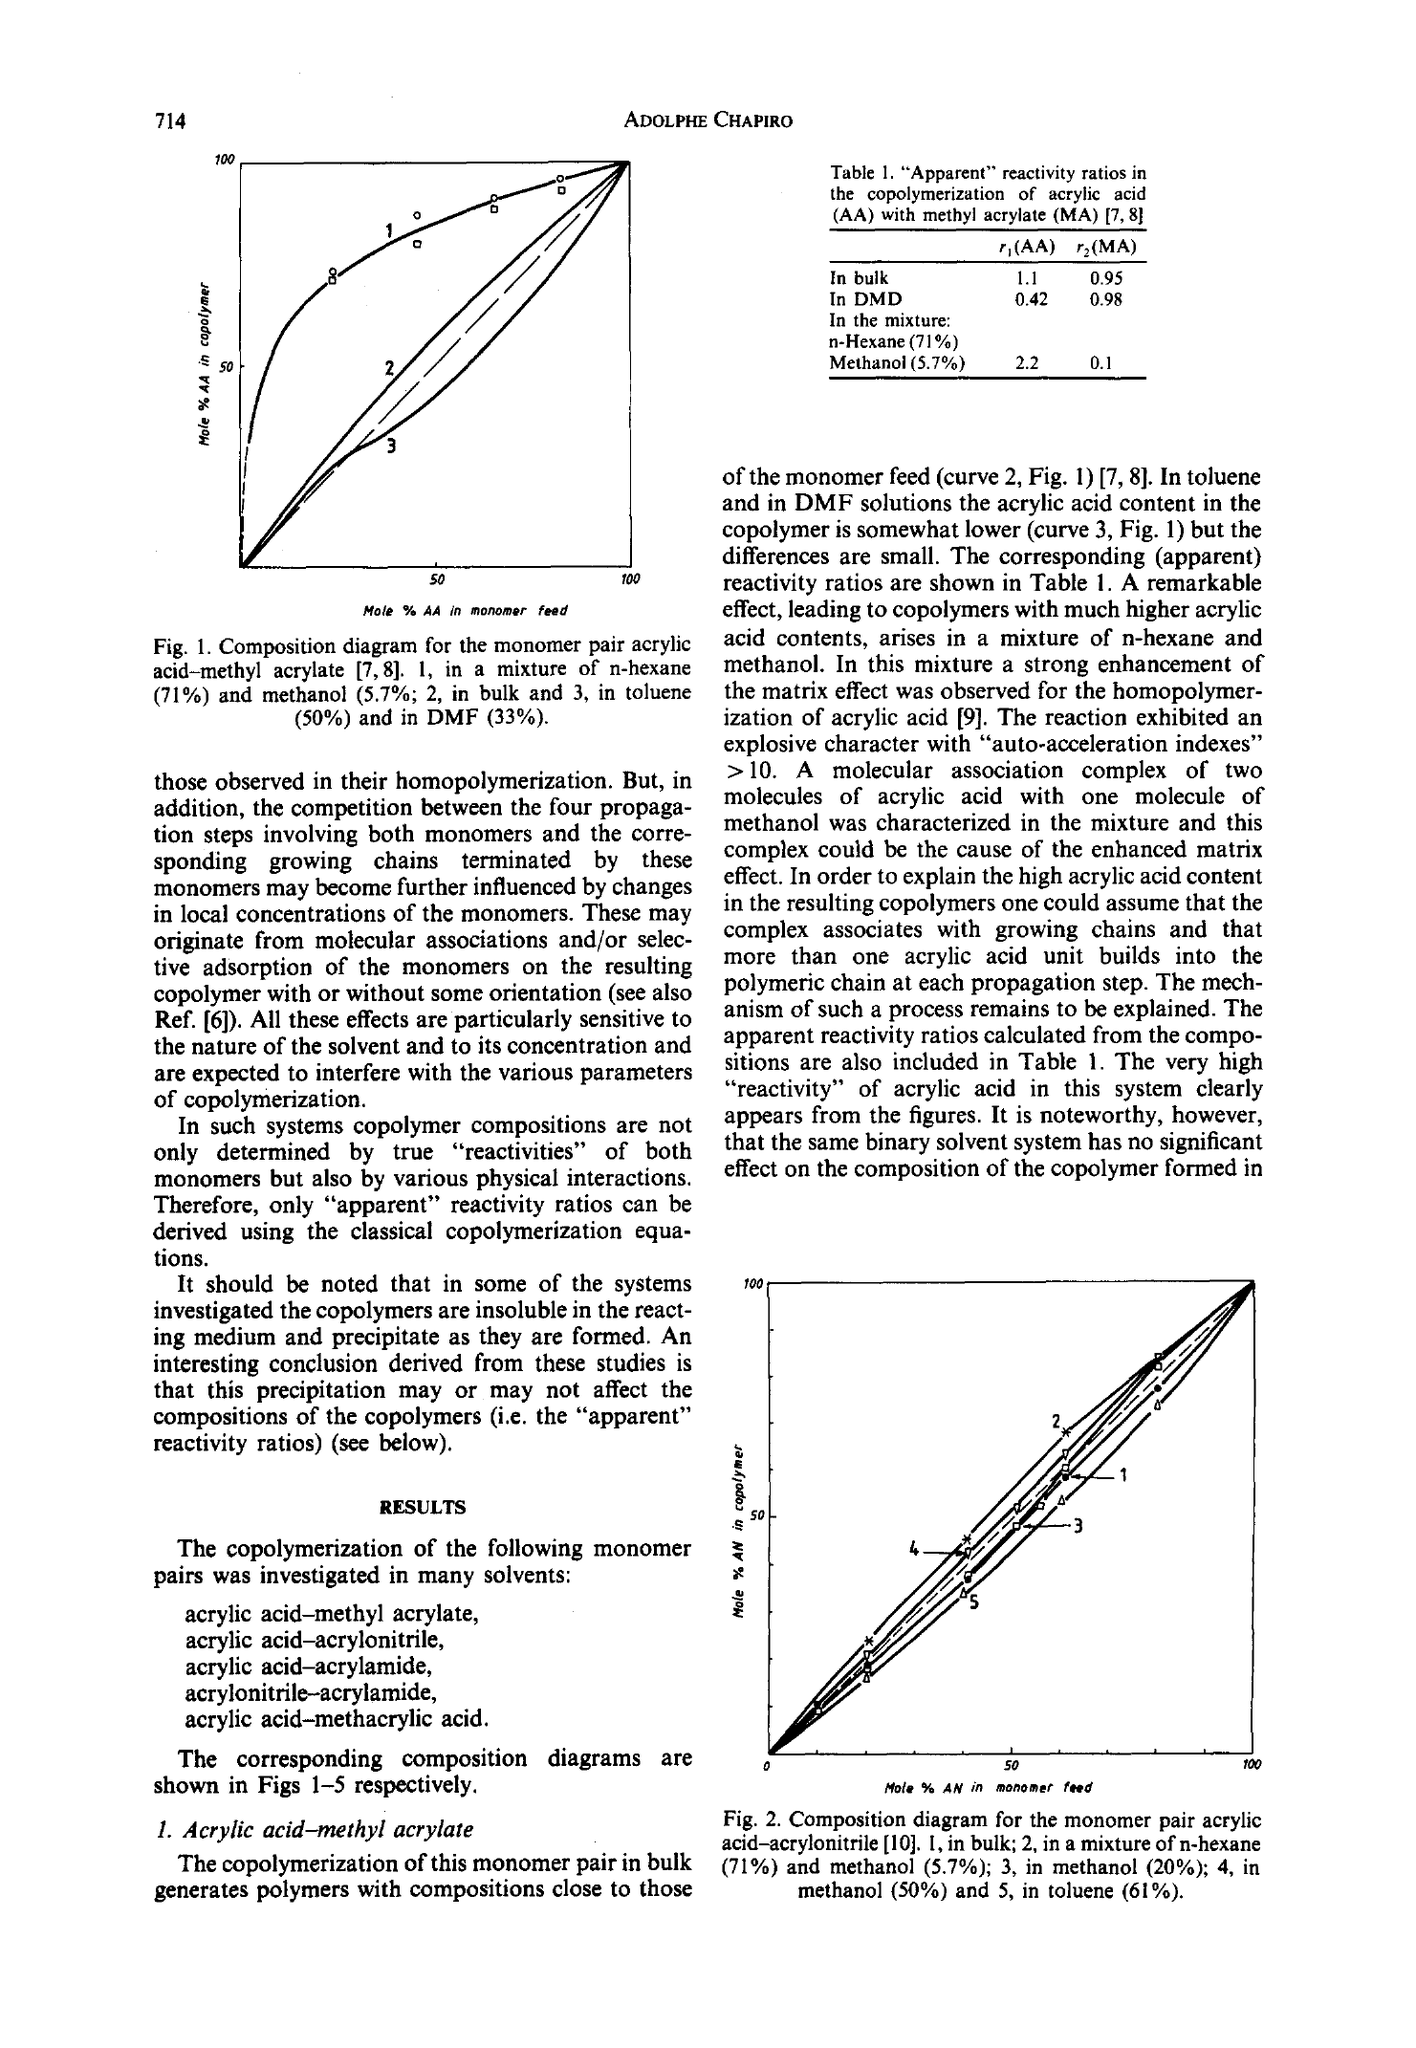 714
ADOLPHE CHAPIRO
100
50
1
2
3
50
100
Mole % AA in copolymer
Mole % AA in monomer feed
Fig. 1. Composition diagram for the monomer pair acrylic
acid–methyl acrylate [7, 8]. 1, in a mixture of n-hexane
(71%) and methanol (5.7%; 2, in bulk and 3, in toluene
(50%) and in DMF (33%).
those observed in their homopolymerization. But, in
addition, the competition between the four propaga-
tion steps involving both monomers and the corre-
sponding growing chains terminated by these
monomers may become further influenced by changes
in local concentrations of the monomers. These may
originate from molecular associations and/or selec-
tive adsorption of the monomers on the resulting
copolymer with or without some orientation (see also
Ref. [6]). All these effects are particularly sensitive to
the nature of the solvent and to its concentration and
are expected to interfere with the various parameters
of copolymerization.
In such systems copolymer compositions are not
only determined by true “reactivities” of both
monomers but also by various physical interactions.
Therefore, only “apparent” reactivity ratios can be
derived using the classical copolymerization equa-
tions.
It should be noted that in some of the systems
investigated the copolymers are insoluble in the react-
ing medium and precipitate as they are formed. An
interesting conclusion derived from these studies is
that this precipitation may or may not affect the
compositions of the copolymers (i.e. the “apparent”
reactivity ratios) (see below).
RESULTS
The copolymerization of the following monomer
pairs was investigated in many solvents:
acrylic acid–methyl acrylate,
acrylic acid–acrylonitrile,
acrylic acid–acrylamide,
acrylonitrile–acrylamide,
acrylic acid–methacrylic acid.
The corresponding composition diagrams are
shown in Figs 1–5 respectively.
1. Acrylic acid–methyl acrylate
The copolymerization of this monomer pair in bulk
generates polymers with compositions close to those
Table 1. “Apparent” reactivity ratios in
the copolymerization of acrylic acid
(AA) with methyl acrylate (MA) [7, 8]
r₁(AA) r₂(MA)
In bulk 1.1 0.95
In DMD 0.42 0.98
In the mixture:
n-Hexane (71%)
Methanol (5.7%) 2.2 0.1
of the monomer feed (curve 2, Fig. 1) [7, 8]. In toluene
and in DMF solutions the acrylic acid content in the
copolymer is somewhat lower (curve 3, Fig. 1) but the
differences are small. The corresponding (apparent)
reactivity ratios are shown in Table 1. A remarkable
effect, leading to copolymers with much higher acrylic
acid contents, arises in a mixture of n-hexane and
methanol. In this mixture a strong enhancement of
the matrix effect was observed for the homopolymer-
ization of acrylic acid [9]. The reaction exhibited an
explosive character with “auto-acceleration indexes”
>10. A molecular association complex of two
molecules of acrylic acid with one molecule of
methanol was characterized in the mixture and this
complex could be the cause of the enhanced matrix
effect. In order to explain the high acrylic acid content
in the resulting copolymers one could assume that the
complex associates with growing chains and that
more than one acrylic acid unit builds into the
polymeric chain at each propagation step. The mech-
anism of such a process remains to be explained. The
apparent reactivity ratios calculated from the compo-
sitions are also included in Table 1. The very high
“reactivity” of acrylic acid in this system clearly
appears from the figures. It is noteworthy, however,
that the same binary solvent system has no significant
effect on the composition of the copolymer formed in
100
50
2
1
3
4
5
0
50
100
Mole % AN in copolymer
Mole % AN in monomer feed
Fig. 2. Composition diagram for the monomer pair acrylic
acid–acrylonitrile [10]. 1, in bulk; 2, in a mixture of n-hexane
(71%) and methanol (5.7%); 3, in methanol (20%); 4, in
methanol (50%) and 5, in toluene (61%).